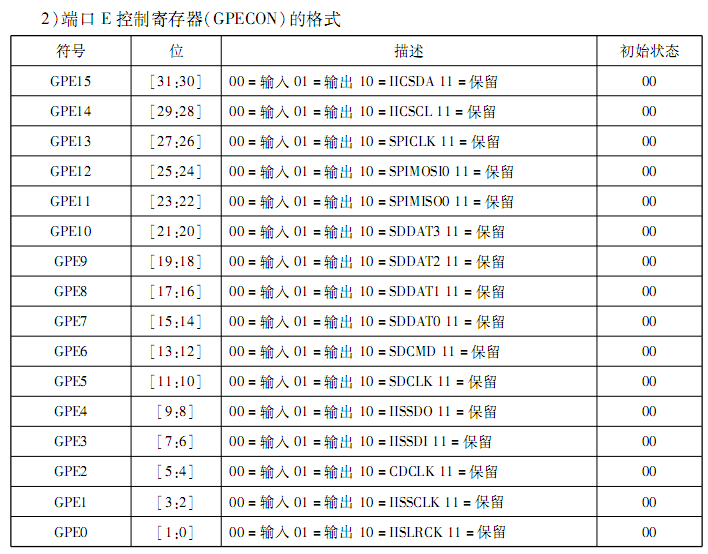 2)端口 E 控制寄存器(GPECON)的格式
符号 位 描述 初始状态
GPE15 [31:30] 00=输入 01=输出 10=IICSDA 11=保留 00
GPE14 [29:28] 00=输入 01=输出 10=IICSCL 11=保留 00
GPE13 [27:26] 00=输入 01=输出 10=SPICLK 11=保留 00
GPE12 [25:24] 00=输入 01=输出 10=SPIMOSI0 11=保留 00
GPE11 [23:22] 00=输入 01=输出 10=SPIMISO0 11=保留 00
GPE10 [21:20] 00=输入 01=输出 10=SDDAT3 11=保留 00
GPE9 [19:18] 00=输入 01=输出 10=SDDAT2 11=保留 00
GPE8 [17:16] 00=输入 01=输出 10=SDDAT1 11=保留 00
GPE7 [15:14] 00=输入 01=输出 10=SDDAT0 11=保留 00
GPE6 [13:12] 00=输入 01=输出 10=SDCMD 11=保留 00
GPE5 [11:10] 00=输入 01=输出 10=SDCLK 11=保留 00
GPE4 [9:8] 00=输入 01=输出 10=IISSDO 11=保留 00
GPE3 [7:6] 00=输入 01=输出 10=IISSDI 11=保留 00
GPE2 [5:4] 00=输入 01=输出 10=CDCLK 11=保留 00
GPE1 [3:2] 00=输入 01=输出 10=IISSCLK 11=保留 00
GPE0 [1:0] 00=输入 01=输出 10=IISLRCK 11=保留 00